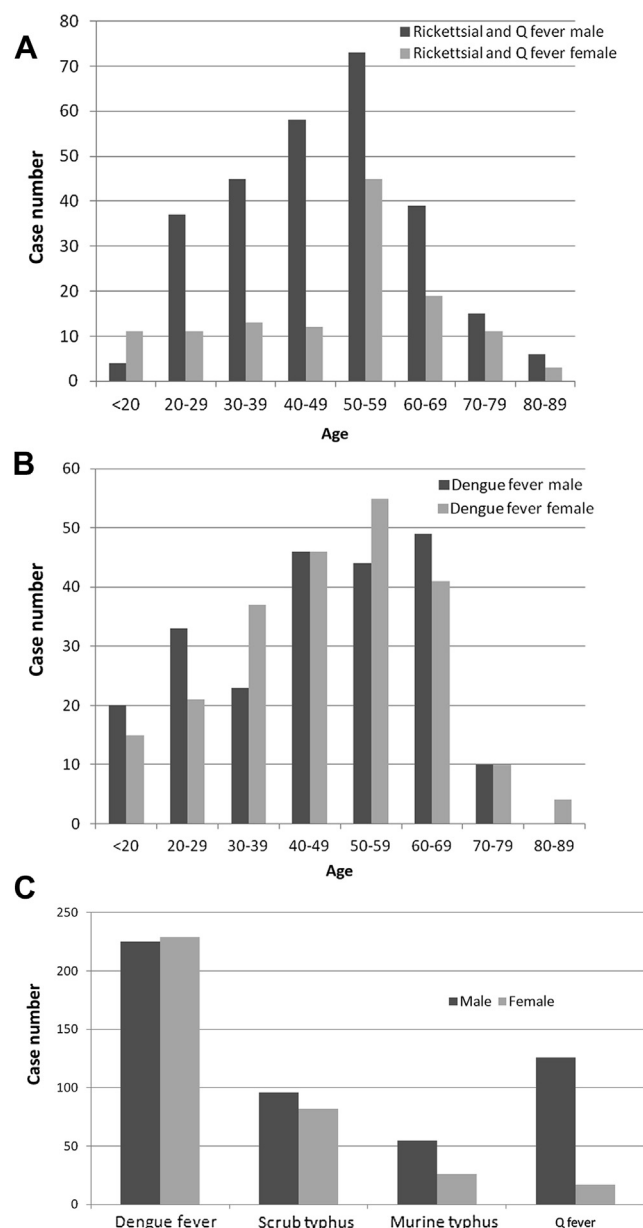 A
Rickettsial and Q fever male
Rickettsial and Q fever female
80
70
60
50
40
30
20
10
0
Case number
<20 20-29 30-39 40-49 50-59 60-69 70-79 80-89
Age
B
Dengue fever male
Dengue fever female
60
50
40
30
20
10
0
Case number
<20 20-29 30-39 40-49 50-59 60-69 70-79 80-89
Age
C
Male Female
250
200
150
100
50
0
Case number
Dengue fever Scrub typhus Murine typhus Q fever